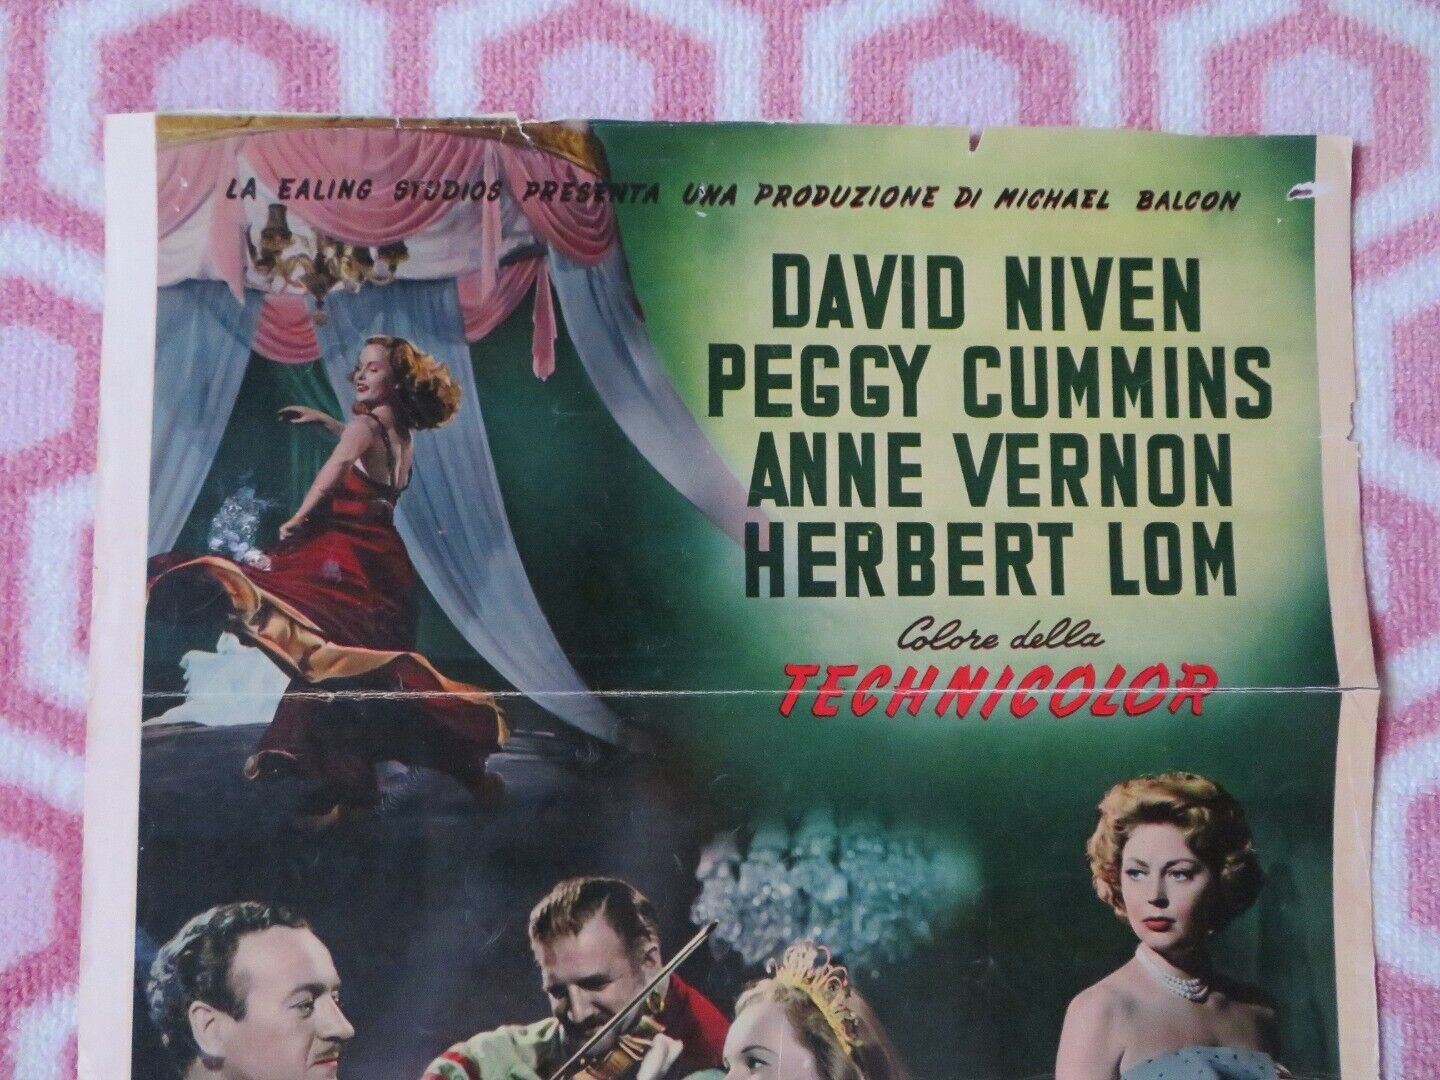 LA EALING STUDIOS PRESENTA UNA PRODUZIONE DI MICHAEL BALCON
DAVID NIVEN
PEGGY CUMMINS
ANNE VERNON
HERBERT LOM
Colore della
TECHNICOLOR